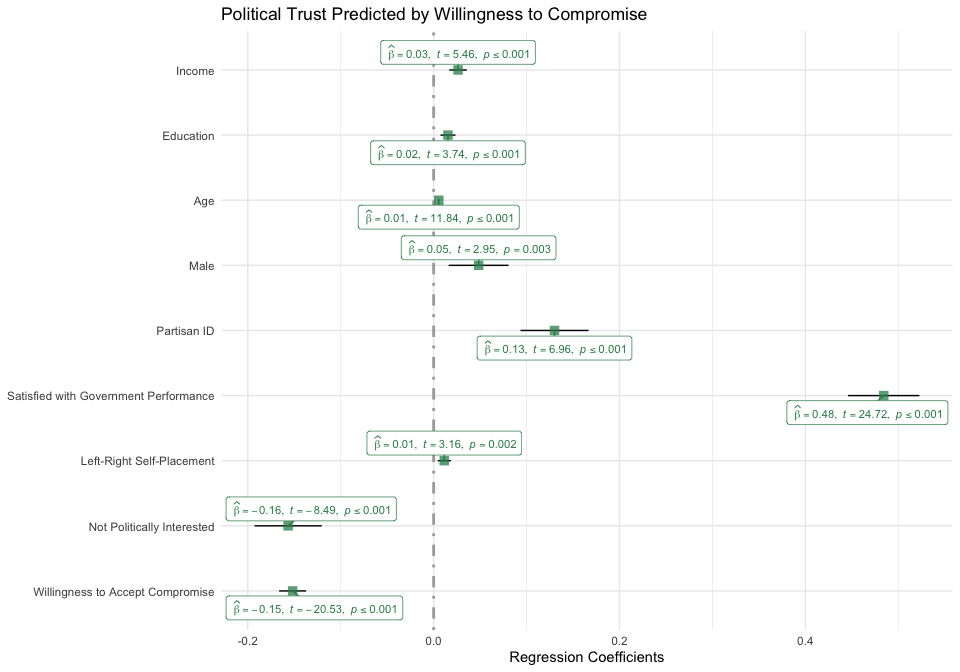 Political Trust Predicted by Willingness to Compromise
β̂ = 0.03, t = 5.46, p ≤ 0.001
Income
Education
β̂ = 0.02, t = 3.74, p ≤ 0.001
Age
β̂ = 0.01, t = 11.84, p ≤ 0.001
β̂ = 0.05, t = 2.95, p = 0.003
Male
Partisan ID
β̂ = 0.13, t = 6.96, p ≤ 0.001
Satisfied with Government Performance
β̂ = 0.48, t = 24.72, p ≤ 0.001
β̂ = 0.01, t = 3.16, p = 0.002
Left-Right Self-Placement
β̂ = −0.16, t = −8.49, p ≤ 0.001
Not Politically Interested
Willingness to Accept Compromise
β̂ = −0.15, t = −20.53, p ≤ 0.001
-0.2 0.0 0.2 0.4
Regression Coefficients